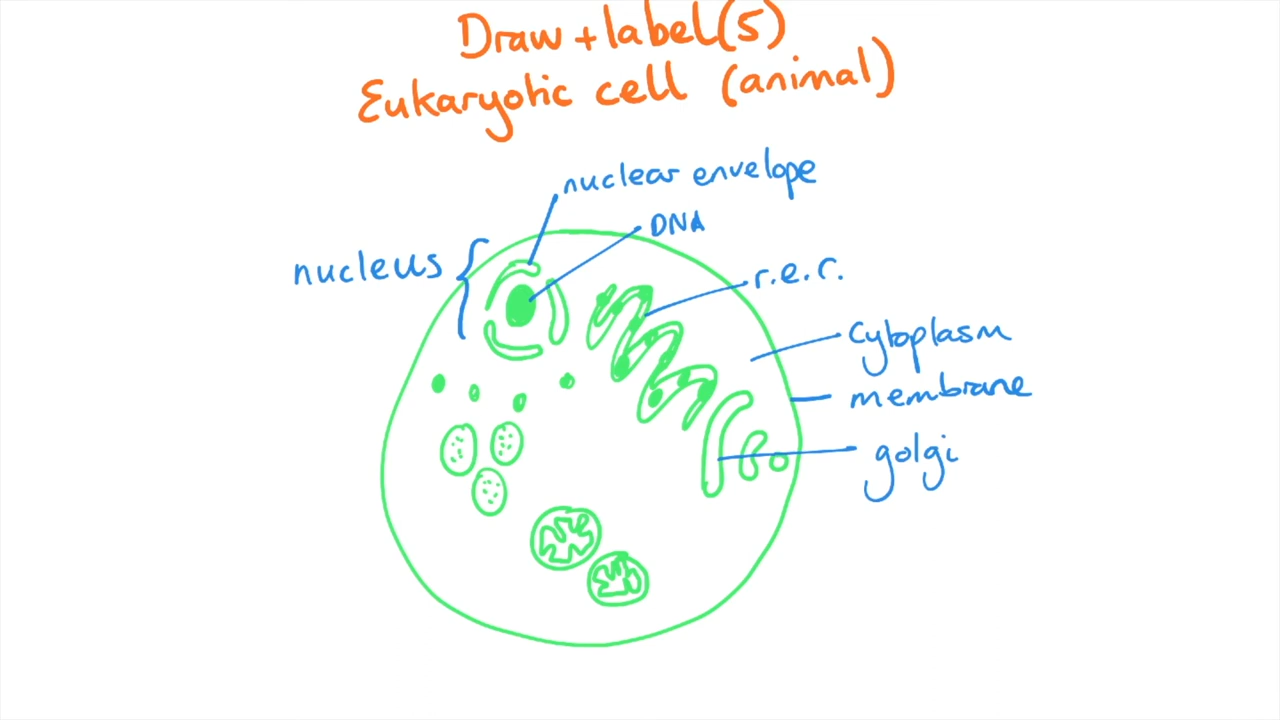 Draw + label (5)
Eukaryotic cell (animal)
nuclear envelope
DNA
nucleus
r.e.r.
cytoplasm
membrane
golgi